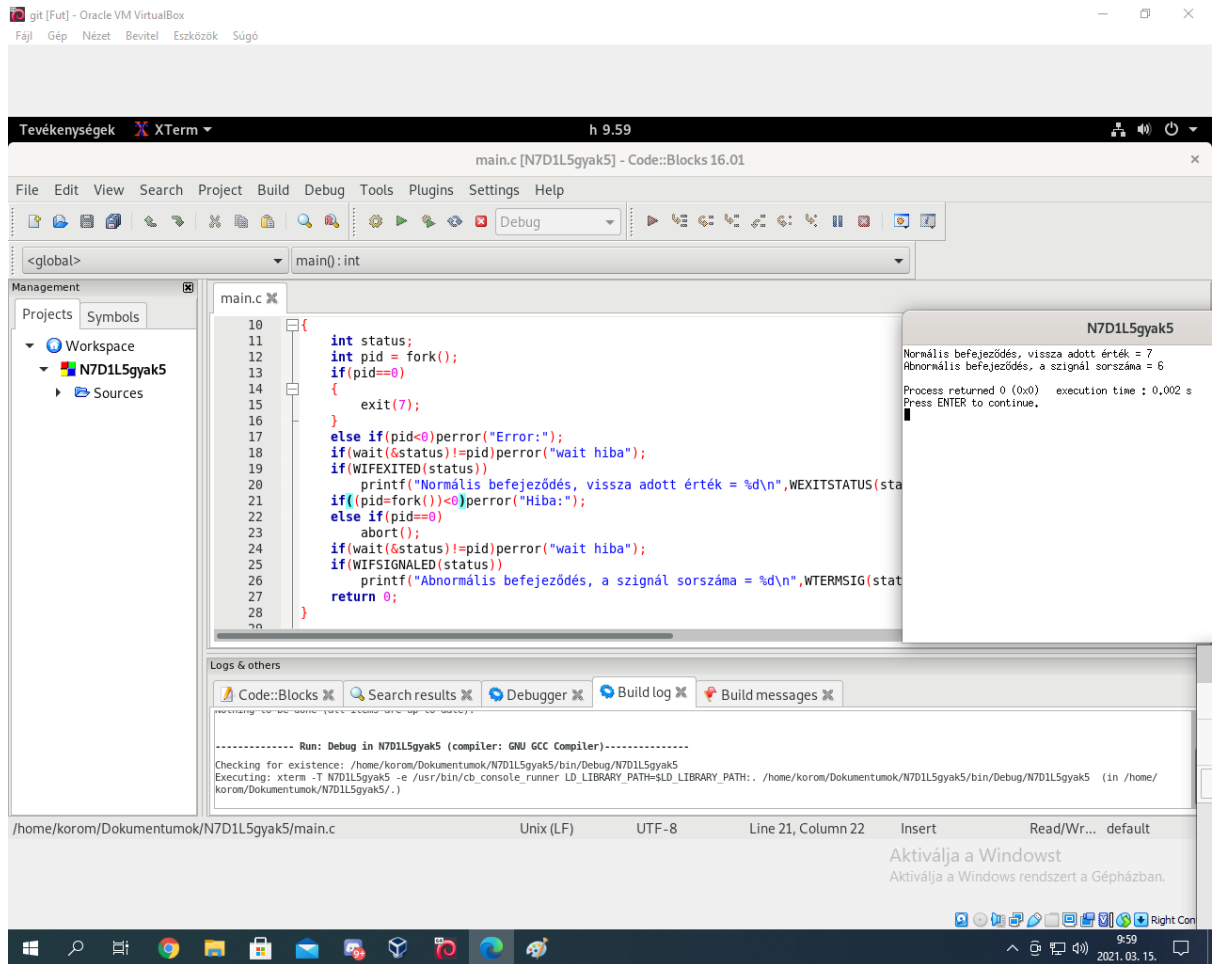 git [Fut] - Oracle VM VirtualBox
Fájl Gép Nézet Bevitel Eszközök Súgó
Tevékenységek XTerm h 9.59
main.c [N7D1L5gyak5] - Code::Blocks 16.01
File Edit View Search Project Build Debug Tools Plugins Settings Help
Debug
<global> main() : int
Management
Projects Symbols
Workspace
N7D1L5gyak5
Sources
main.c
10 {
11 int status;
12 int pid = fork();
13 if(pid==0)
14 {
15 exit(7);
16 }
17 else if(pid<0)perror("Error:");
18 if(wait(&status)!=pid)perror("wait hiba");
19 if(WIFEXITED(status))
20 printf("Normális befejeződés, vissza adott érték = %d\n",WEXITSTATUS(sta
21 if((pid=fork())<0)perror("Hiba:");
22 else if(pid==0)
23 abort();
24 if(wait(&status)!=pid)perror("wait hiba");
25 if(WIFSIGNALED(status))
26 printf("Abnormális befejeződés, a szignál sorszáma = %d\n",WTERMSIG(stat
27 return 0;
28 }
29
N7D1L5gyak5
Normális befejeződés, vissza adott érték = 7
Abnormális befejeződés, a szignál sorszáma = 6
Process returned 0 (0x0) execution time : 0.002 s
Press ENTER to continue.
Logs & others
Code::Blocks Search results Debugger Build log Build messages
Nothing to be done (all items are up-to-date).
-------------- Run: Debug in N7D1L5gyak5 (compiler: GNU GCC Compiler)---------------
Checking for existence: /home/korom/Dokumentumok/N7D1L5gyak5/bin/Debug/N7D1L5gyak5
Executing: xterm -T N7D1L5gyak5 -e /usr/bin/cb_console_runner LD_LIBRARY_PATH=$LD_LIBRARY_PATH:. /home/korom/Dokumentumok/N7D1L5gyak5/bin/Debug/N7D1L5gyak5 (in /home/
korom/Dokumentumok/N7D1L5gyak5/.)
/home/korom/Dokumentumok/N7D1L5gyak5/main.c Unix (LF) UTF-8 Line 21, Column 22 Insert Read/Wr... default
Aktiválja a Windowst
Aktiválja a Windows rendszert a Gépházban.
Right Con
9:59
2021. 03. 15.